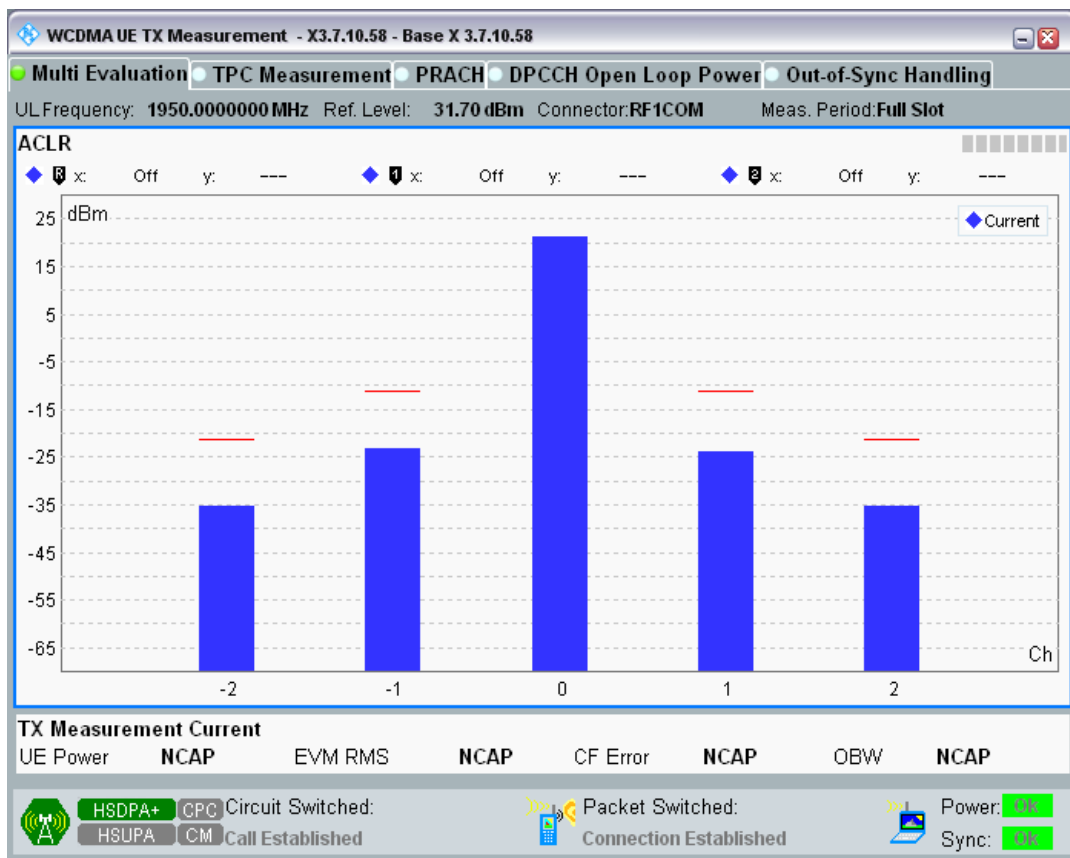 WCDMA UE TX Measurement - X3.7.10.58 - Base X 3.7.10.58
Multi Evaluation TPC Measurement PRACH DPCCH Open Loop Power Out-of-Sync Handling
UL Frequency: 1950.0000000 MHz Ref. Level: 31.70 dBm Connector:RF1COM Meas. Period:Full Slot
ACLR
R x: Off y: --- 1 x: Off y: --- 2 x: Off y: ---
dBm
Current
25
15
5
-5
-15
-25
-35
-45
-55
-65
Ch
-2 -1 0 1 2
TX Measurement Current
UE Power NCAP EVM RMS NCAP CF Error NCAP OBW NCAP
HSDPA+ CPC Circuit Switched: Packet Switched: Power: Ok
HSUPA CM Call Established Connection Established Sync: Ok